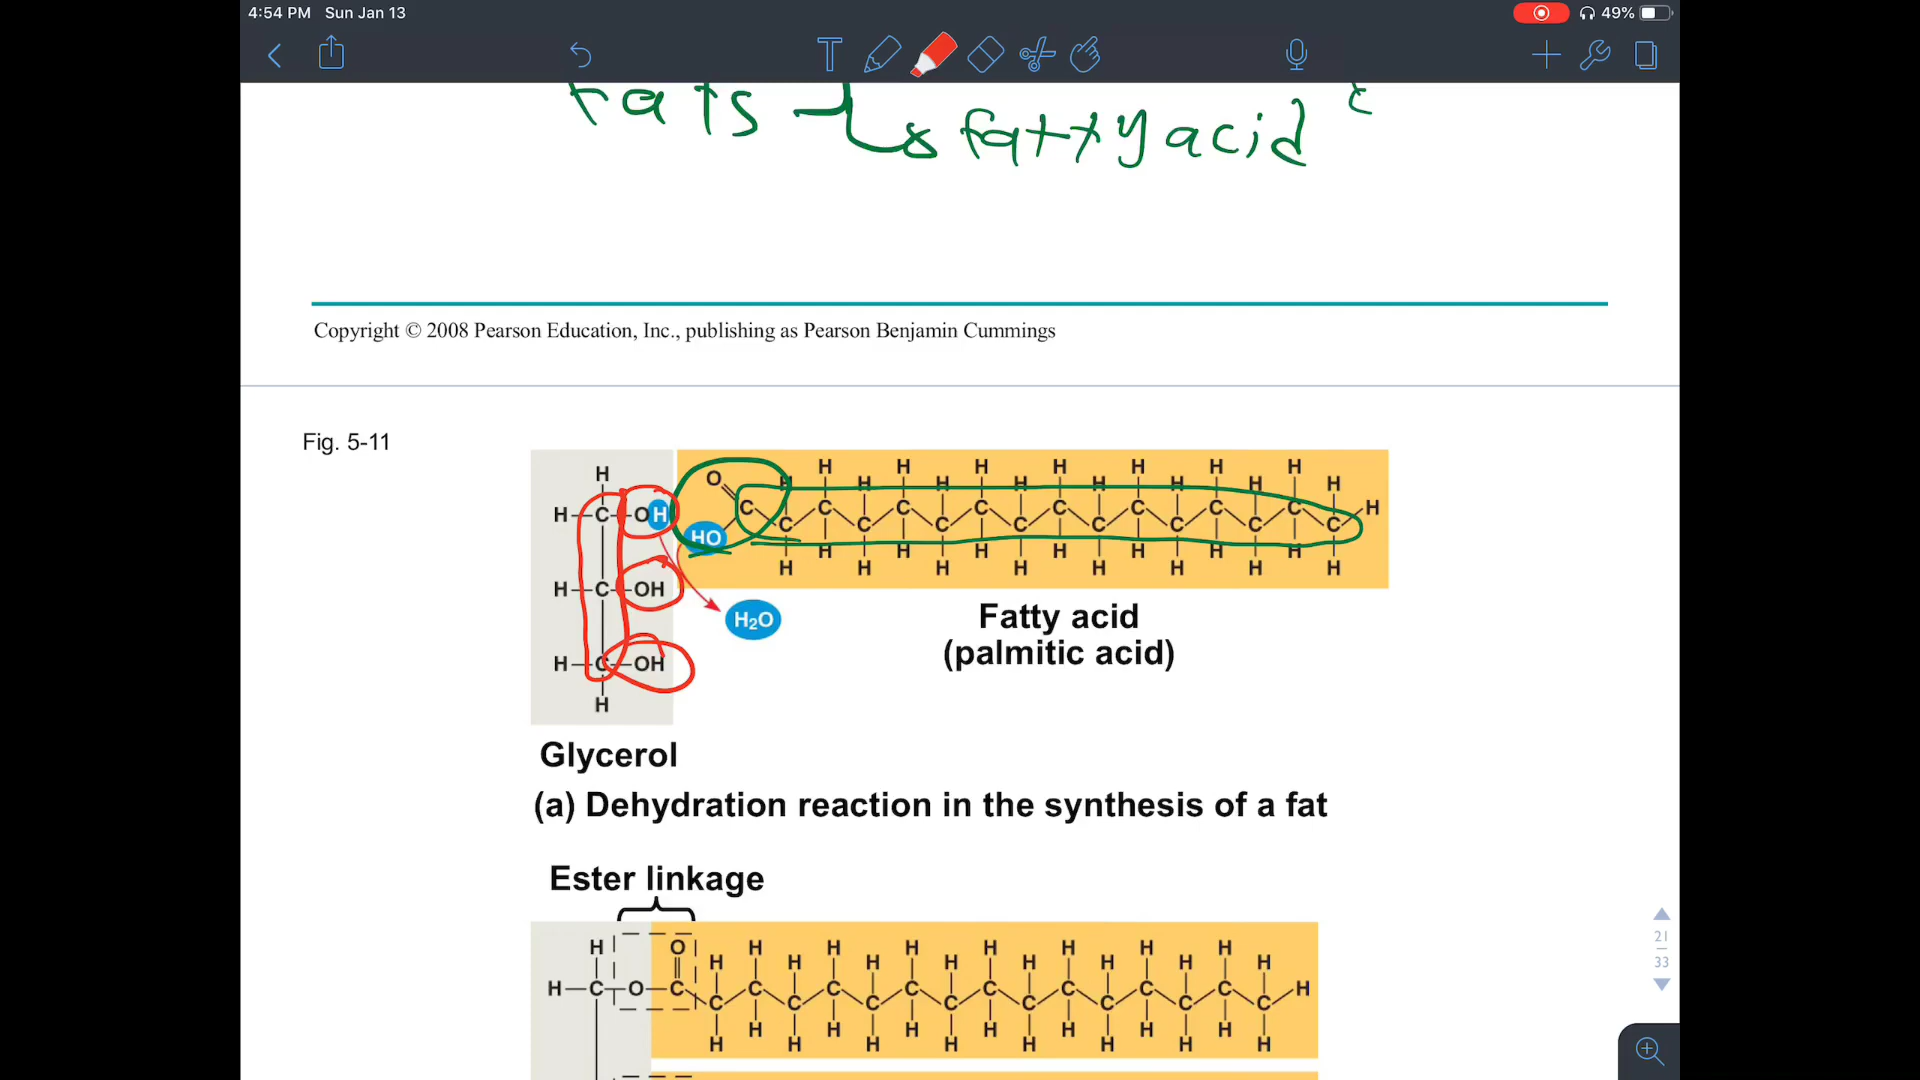 4:54 PM Sun Jan 13
49%
T
fats
fatty acid
Copyright © 2008 Pearson Education, Inc., publishing as Pearson Benjamin Cummings
Fig. 5-11
H H H H H H H H
O H H H H H H H H
H C OH C C C C C C C C H
HO C C C C C C C C
H H H H H H H
H C OH H H H H H H H H
H₂O
Fatty acid
(palmitic acid)
H C OH
H
Glycerol
(a) Dehydration reaction in the synthesis of a fat
Ester linkage
21
33
H O H H H H H H H
H H H H H H H H
H C O C C C C C C C C H
C C C C C C C C
H H H H H H H
H H H H H H H H